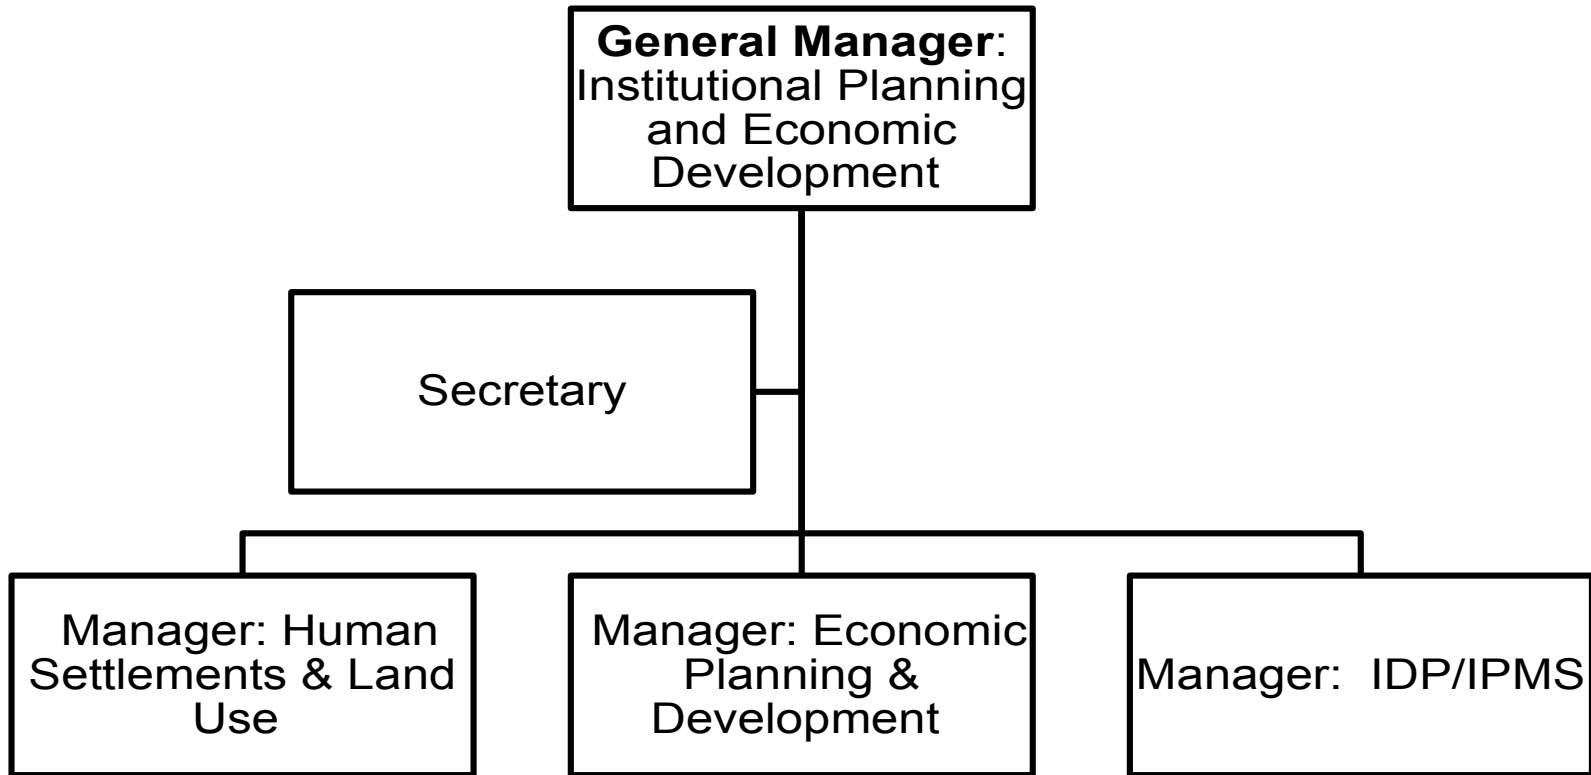 General Manager:
Institutional Planning
and Economic
Development
Secretary
Manager: Human
Settlements & Land
Use
Manager: Economic
Planning &
Development
Manager:  IDP/IPMS